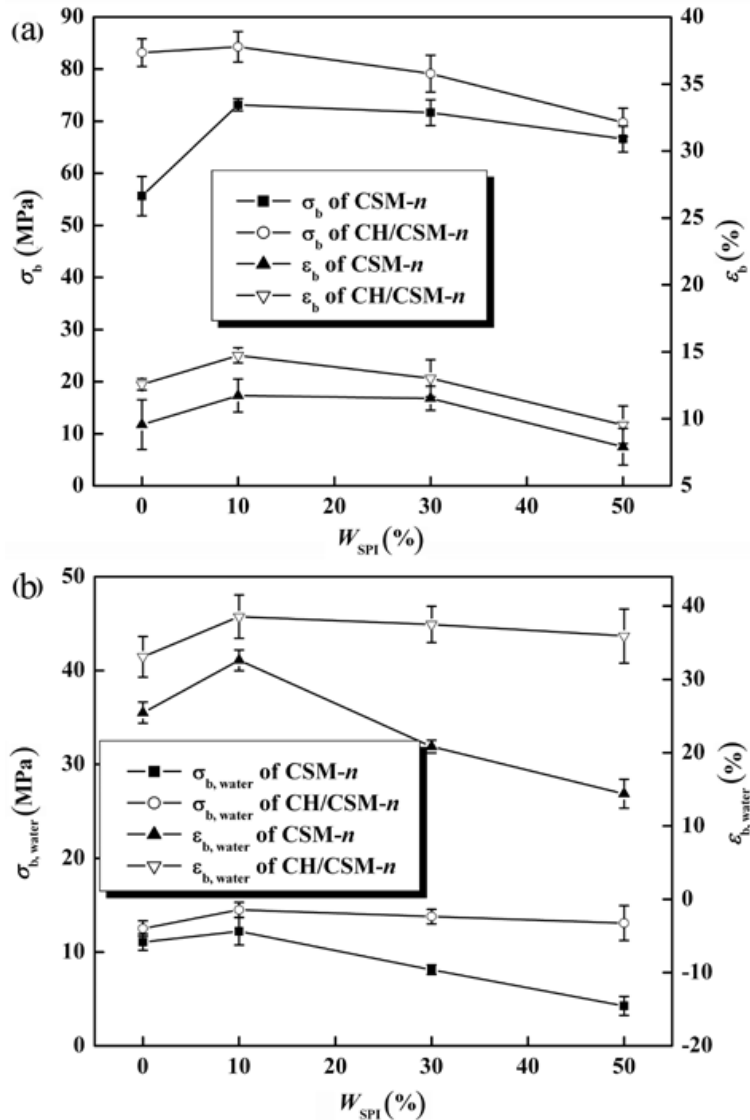 (a)
90
80
70
60
50
40
30
20
10
0
σb (MPa)
40
35
30
25
20
15
10
5
εb (%)
σb of CSM-n
σb of CH/CSM-n
εb of CSM-n
εb of CH/CSM-n
0 10 20 30 40 50
WSPI (%)
(b)
50
40
30
20
10
0
σb, water (MPa)
40
30
20
10
0
-10
-20
εb, water (%)
σb, water of CSM-n
σb, water of CH/CSM-n
εb, water of CSM-n
εb, water of CH/CSM-n
0 10 20 30 40 50
WSPI (%)